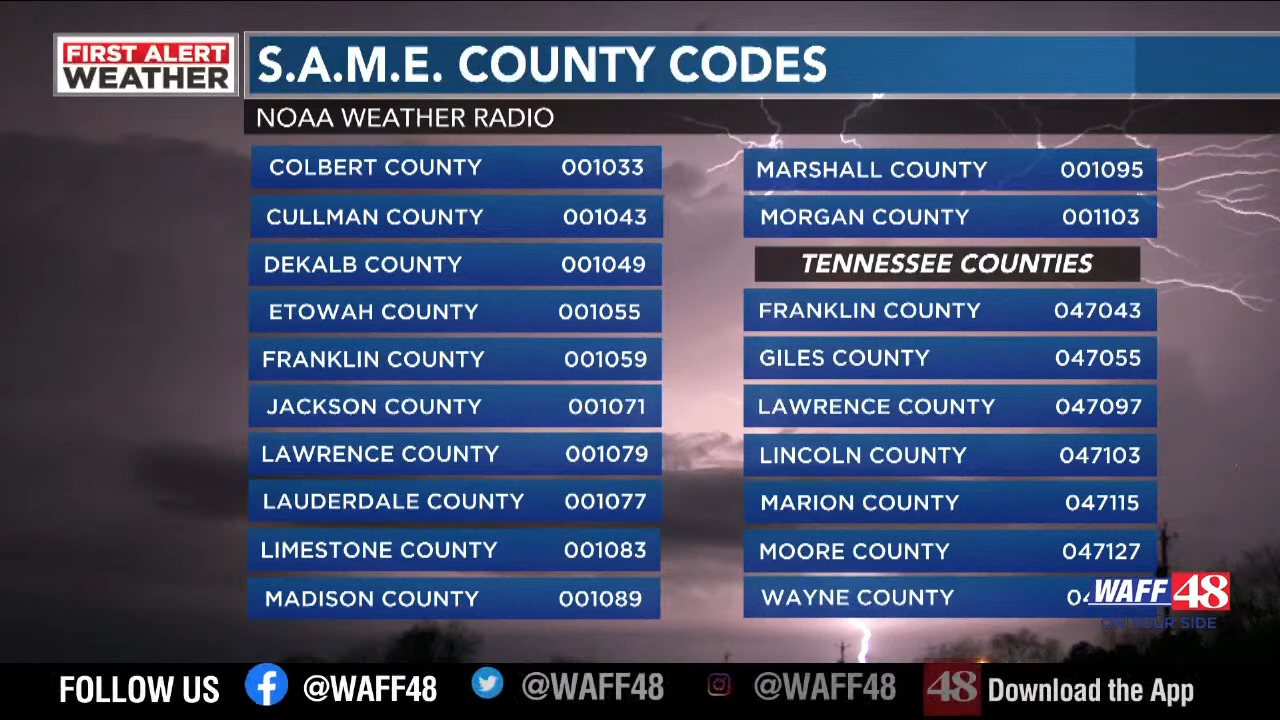 FIRST ALERT
WEATHER
S.A.M.E. COUNTY CODES
NOAA WEATHER RADIO
COLBERT COUNTY 001033
CULLMAN COUNTY 001043
DEKALB COUNTY 001049
ETOWAH COUNTY 001055
FRANKLIN COUNTY 001059
JACKSON COUNTY 001071
LAWRENCE COUNTY 001079
LAUDERDALE COUNTY 001077
LIMESTONE COUNTY 001083
MADISON COUNTY 001089
MARSHALL COUNTY 001095
MORGAN COUNTY 001103
TENNESSEE COUNTIES
FRANKLIN COUNTY 047043
GILES COUNTY 047055
LAWRENCE COUNTY 047097
LINCOLN COUNTY 047103
MARION COUNTY 047115
MOORE COUNTY 047127
WAYNE COUNTY
WAFF 48
ON YOUR SIDE
FOLLOW US @WAFF48 @WAFF48 @WAFF48 48 Download the App